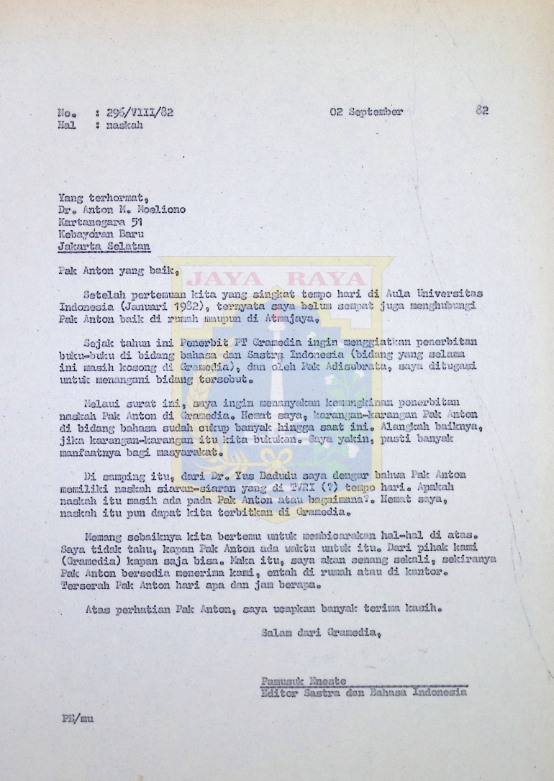 No. : 296/VIII/82 02 September 82
Hal : naskah
Yang terhormat,
Dr. Anton M. Moeliono
Kartanegara 51
Kebayoran Baru
Jakarta Selatan
Pak Anton yang baik,
JAYA RAYA
Setelah pertemuan kita yang singkat tempo hari di Aula Universitas
Indonesia (Januari 1982), ternyata saya belum sempat juga menghubungi
Pak Anton baik di rumah maupun di Atmajaya.
Sejak tahun ini Penerbit PT Gramedia ingin menggiatkan penerbitan
buku-buku di bidang bahasa dan Sastra Indonesia (bidang yang selama
ini masih kosong di Gramedia), dan oleh Pak Adisubrata, saya ditugasi
untuk menangani bidang tersebut.
Melaui surat ini, saya ingin menanyakan kemungkinan penerbitan
naskah Pak Anton di Gramedia. Hemat saya, karangan-karangan Pak Anton
di bidang bahasa sudah cukup banyak hingga saat ini. Alangkah baiknya,
jika karangan-karangan itu kita bukukan. Saya yakin, pasti banyak
manfaatnya bagi masyarakat.
Di samping itu, dari Dr. Yus Badudu saya dengar bahwa Pak Anton
memiliki naskah siaran-siaran yang di TVRI (?) tempo hari. Apakah
naskah itu masih ada pada Pak Anton atau bagaimana?. Hemat saya,
naskah itu pun dapat kita terbitkan di Gramedia.
Memang sebaiknya kita bertemu untuk membicarakan hal-hal di atas.
Saya tidak tahu, kapan Pak Anton ada waktu untuk itu. Dari pihak kami
(Gramedia) kapan saja bisa. Maka itu, saya akan senang sekali, sekiranya
Pak Anton bersedia menerima kami, entah di rumah atau di kantor.
Terserah Pak Anton hari apa dan jam berapa.
Atas perhatian Pak Anton, saya ucapkan banyak terima kasih.
Salam dari Gramedia,
Pamusuk Eneste
Editor Sastra dan Bahasa Indonesia
PE/mu